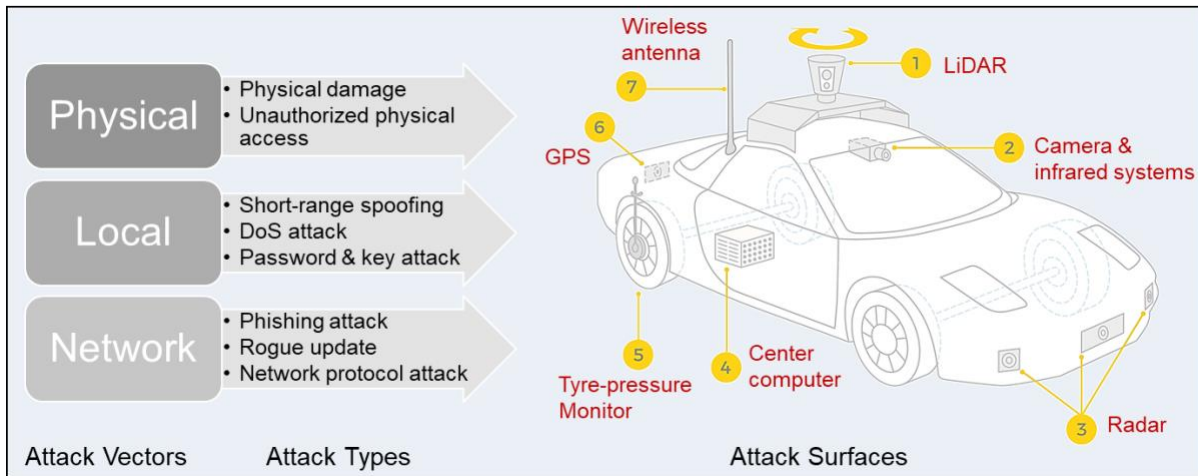 Physical
• Physical damage
• Unauthorized physical
access
Local
• Short-range spoofing
• DoS attack
• Password & key attack
Network
• Phishing attack
• Rogue update
• Network protocol attack
Attack Vectors
Attack Types
Wireless
antenna
7
6
GPS
1
LiDAR
2
Camera &
infrared systems
5
Tyre-pressure
Monitor
4
Center
computer
3
Radar
Attack Surfaces